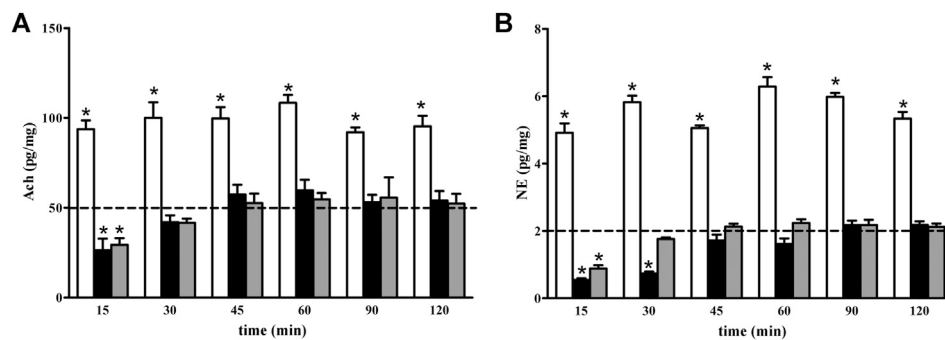 A
Ach (pg/mg)
150
100
50
0
* * * * * *
* *
15 30 45 60 90 120
time (min)
B
NE (pg/mg)
8
6
4
2
0
* * * * * *
* * *
15 30 45 60 90 120
time (min)